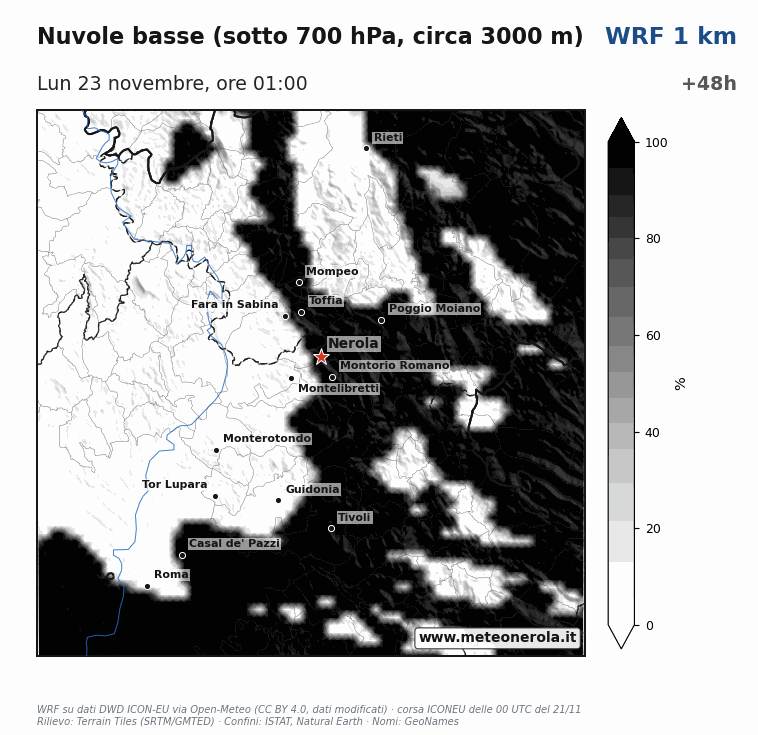 Nuvole basse (sotto 700 hPa, circa 3000 m) WRF 1 km
Lun 23 novembre, ore 01:00 +48h
Rieti
Mompeo
Toffia
Fara in Sabina
Poggio Moiano
Nerola
Montorio Romano
Montelibretti
Monterotondo
Tor Lupara
Guidonia
Tivoli
Casal de' Pazzi
Roma
www.meteonerola.it
100
80
60
40
20
0
%
WRF su dati DWD ICON-EU via Open-Meteo (CC BY 4.0, dati modificati) · corsa ICONEU delle 00 UTC del 21/11
Rilievo: Terrain Tiles (SRTM/GMTED) · Confini: ISTAT, Natural Earth · Nomi: GeoNames